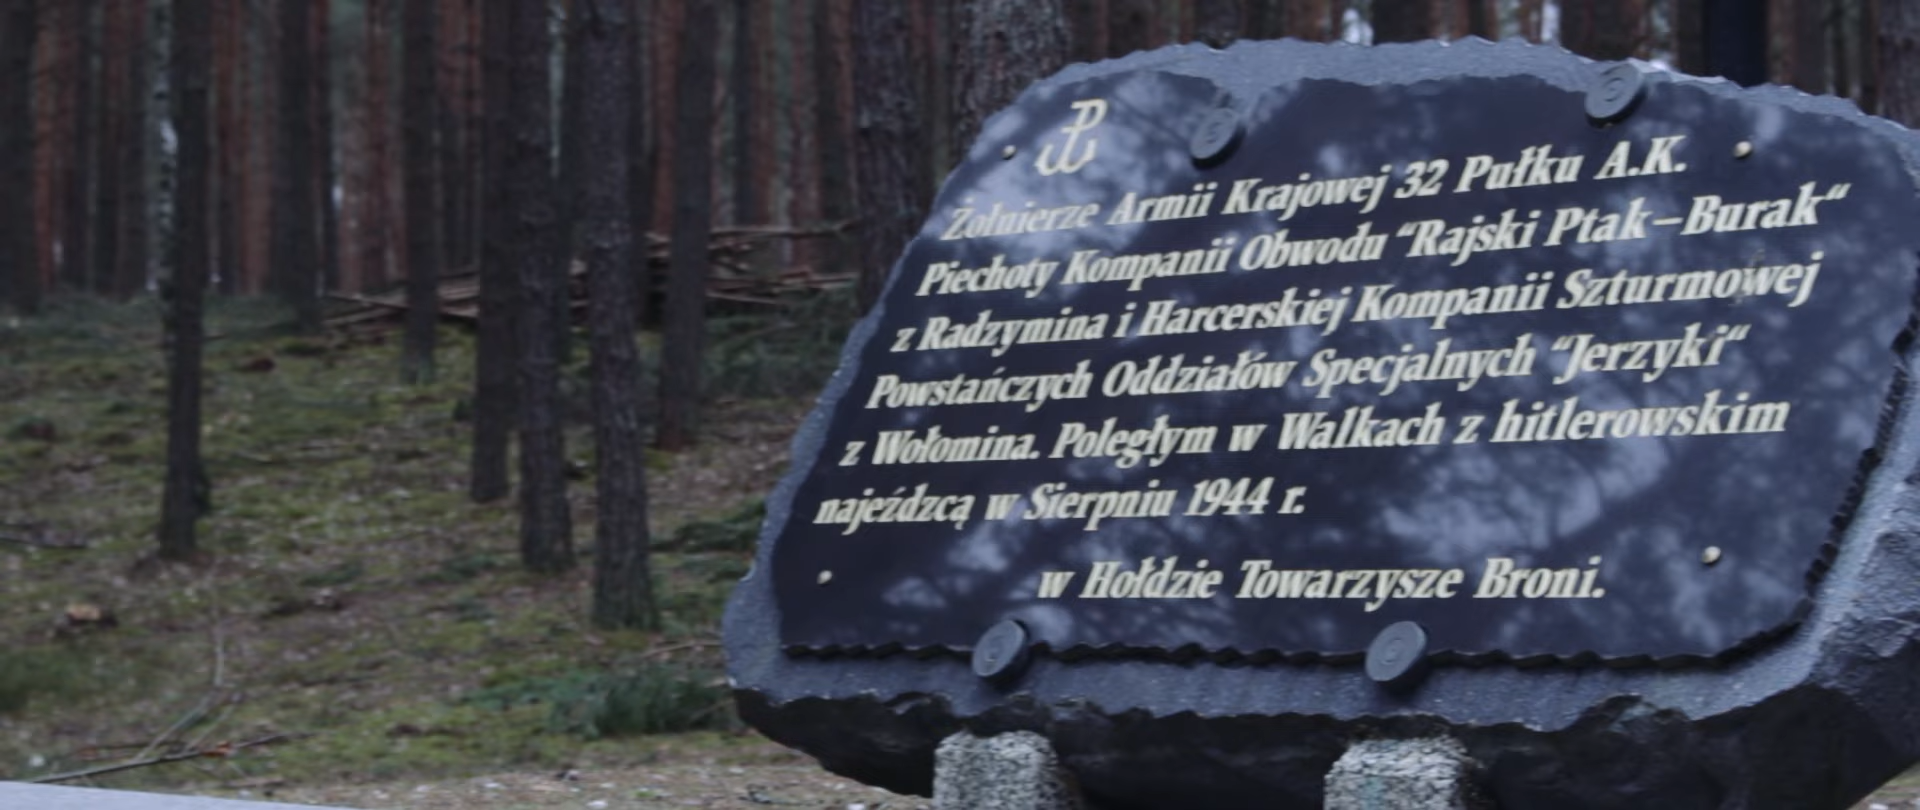 Żołnierze Armii Krajowej 32 Pułku A.K.
Piechoty Kompanii Obwodu “Rajski Ptak–Burak“
z Radzymina i Harcerskiej Kompanii Szturmowej
Powstańczych Oddziałów Specjalnych “Jerzyki“
z Wołomina. Poległym w Walkach z hitlerowskim
najeźdzcą w Sierpniu 1944 r.
w Hołdzie Towarzysze Broni.